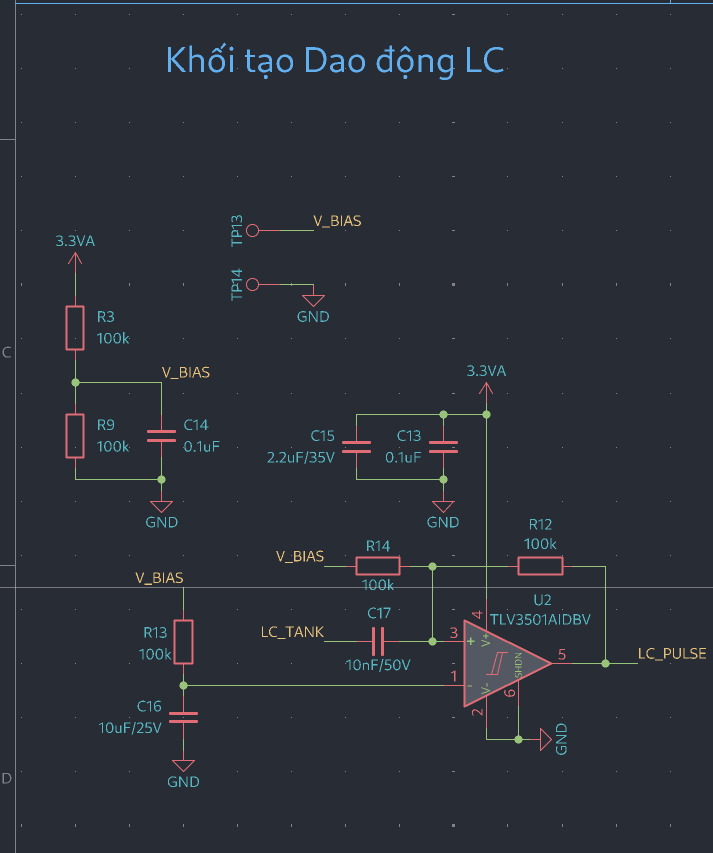 Khối tạo Dao động LC
TP13
V_BIAS
3.3VA
TP14
GND
R3
100k
C
V_BIAS
3.3VA
R9
100k
C14
0.1uF
C15
2.2uF/35V
C13
0.1uF
GND
GND
R12
100k
R14
100k
V_BIAS
V_BIAS
U2
TLV3501AIDBV
C17
10nF/50V
LC_TANK
R13
100k
3
+
4
V+
SHDN
5
LC_PULSE
1
-
V-
2
6
C16
10uF/25V
GND
GND
D